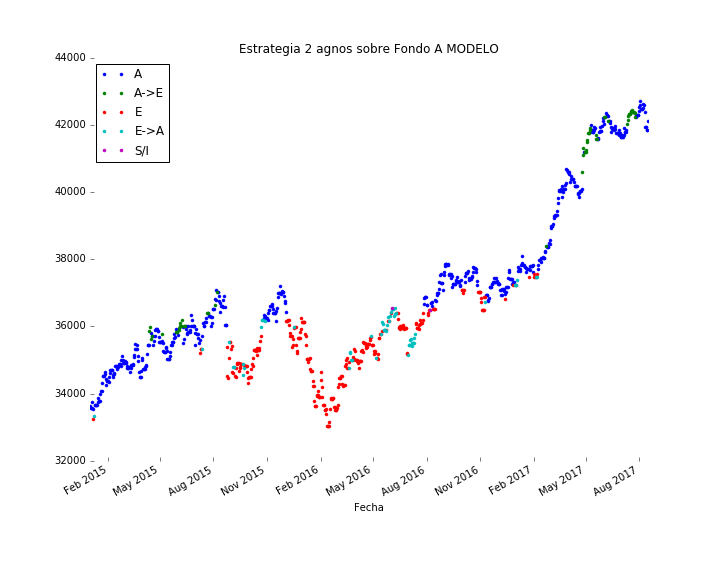 Estrategia 2 agnos sobre Fondo A MODELO
44000
42000
40000
38000
36000
34000
32000
A
A->E
E
E->A
S/I
Feb 2015
May 2015
Aug 2015
Nov 2015
Feb 2016
May 2016
Aug 2016
Nov 2016
Feb 2017
May 2017
Aug 2017
Fecha